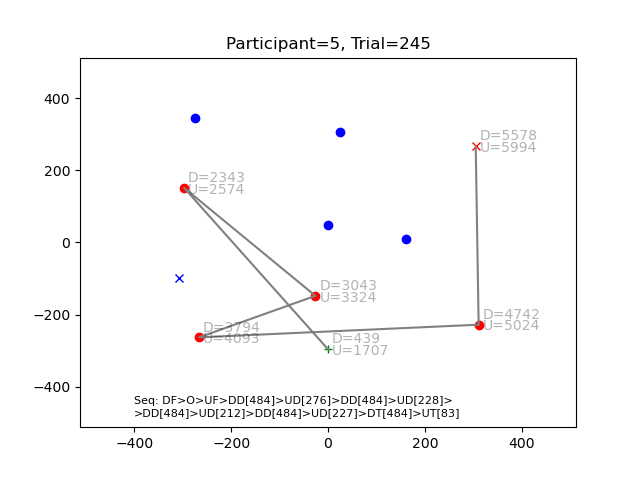 Participant=5, Trial=245
400
200
0
−200
−400
D=5578
U=5994
D=2343
U=2574
D=3043
U=3324
D=3794
U=4093
D=4742
U=5024
D=439
U=1707
Seq: DF>O>UF>DD[484]>UD[276]>DD[484]>UD[228]>
>DD[484]>UD[212]>DD[484]>UD[227]>DT[484]>UT[83]
−400
−200
0
200
400